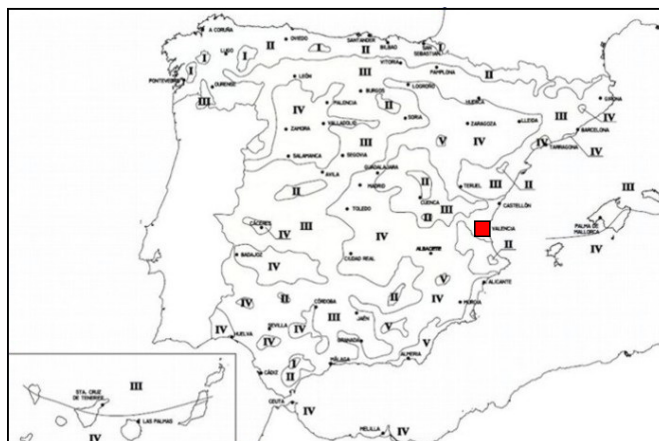 A CORUÑA
LUGO
OVIEDO
SANTANDER
BILBAO
SAN SEBASTIAN
VITORIA
PAMPLONA
PONTEVEDRA
OURENSE
LEÓN
BURGOS
LOGROÑO
HUESCA
GIRONA
PALENCIA
ZAMORA
VALLADOLID
SORIA
ZARAGOZA
LLEIDA
BARCELONA
TARRAGONA
SALAMANCA
SEGOVIA
GUADALAJARA
AVILA
MADRID
TERUEL
CUENCA
CASTELLÓN
TOLEDO
VALENCIA
PALMA DE MALLORCA
CÁCERES
BADAJOZ
CIUDAD REAL
ALBACETE
ALICANTE
MURCIA
CÓRDOBA
JAÉN
SEVILLA
HUELVA
GRANADA
CÁDIZ
MÁLAGA
ALMERIA
CEUTA
MELILLA
STA. CRUZ DE TENERIFE
LAS PALMAS
I
II
III
IV
V